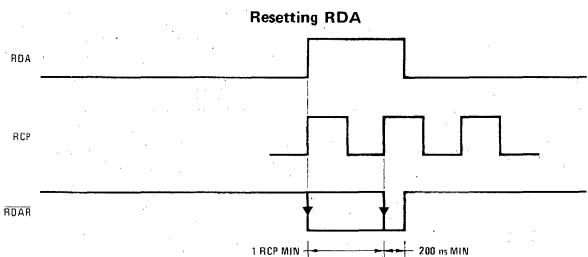 Resetting RDA
RDA
RCP
RDAR
1 RCP MIN
200 ns MIN